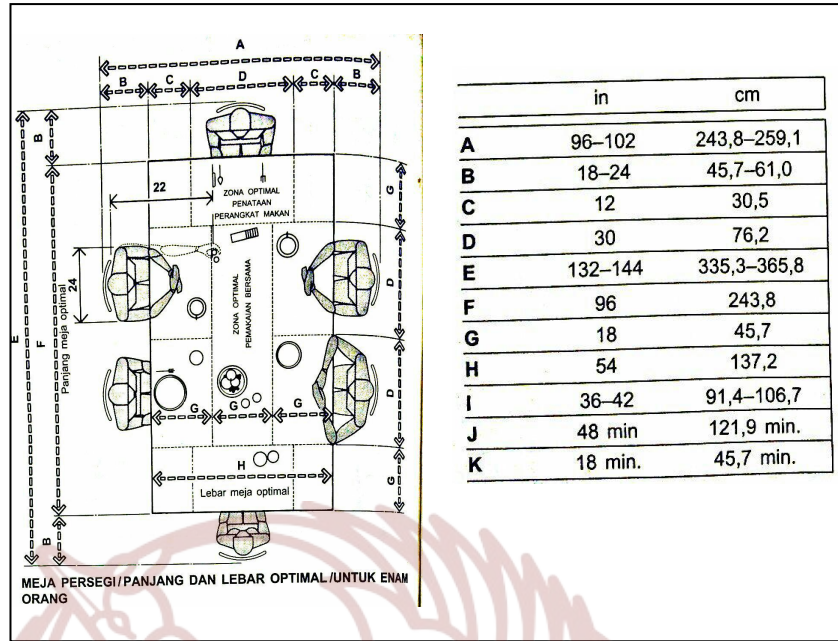 A
B C D C B
B
22
ZONA OPTIMAL
PENATAAN
PERANGKAT MAKAN
G
24
E
F
Panjang meja optimal
ZONA OPTIMAL
PEMAKAIAN BERSAMA
D
D
G G G
H
Lebar meja optimal
G
B
MEJA PERSEGI/PANJANG DAN LEBAR OPTIMAL/UNTUK ENAM
ORANG
in cm
A 96–102 243,8–259,1
B 18–24 45,7–61,0
C 12 30,5
D 30 76,2
E 132–144 335,3–365,8
F 96 243,8
G 18 45,7
H 54 137,2
I 36–42 91,4–106,7
J 48 min 121,9 min.
K 18 min. 45,7 min.